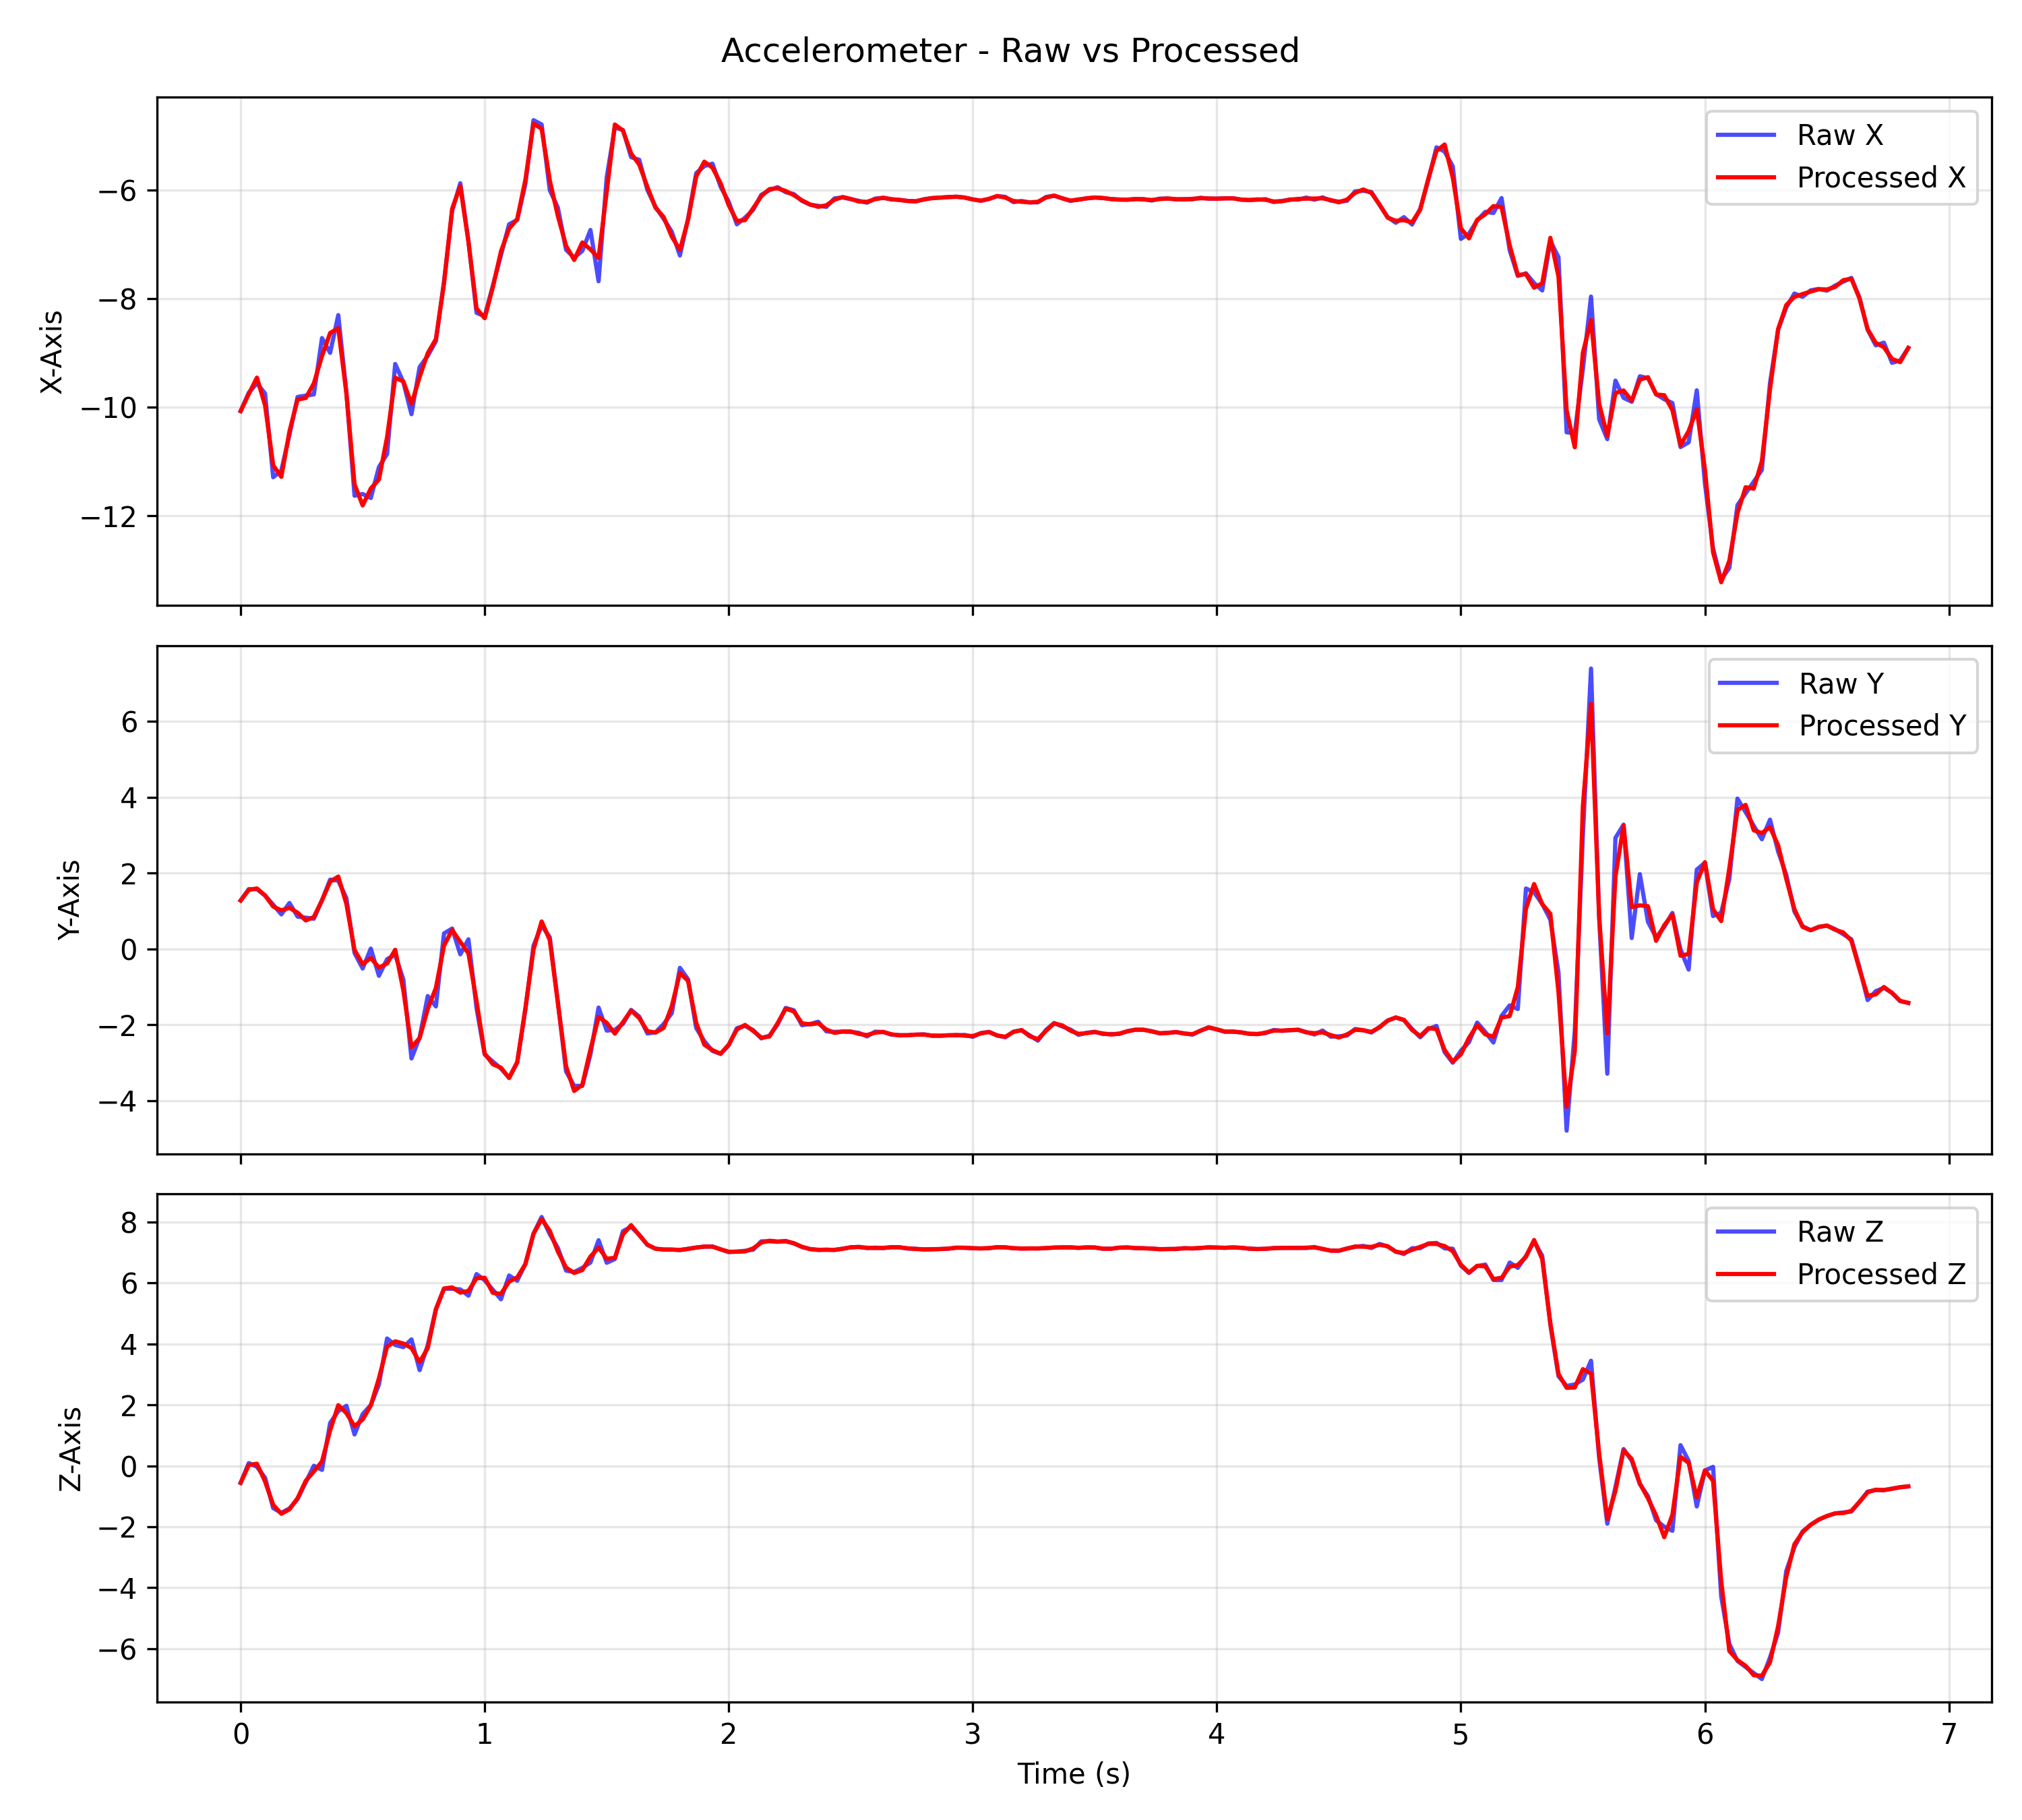 Accelerometer - Raw vs Processed
Raw X
Processed X
−6
−8
−10
−12
X-Axis
Raw Y
Processed Y
6
4
2
0
−2
−4
Y-Axis
Raw Z
Processed Z
8
6
4
2
0
−2
−4
−6
Z-Axis
0 1 2 3 4 5 6 7
Time (s)